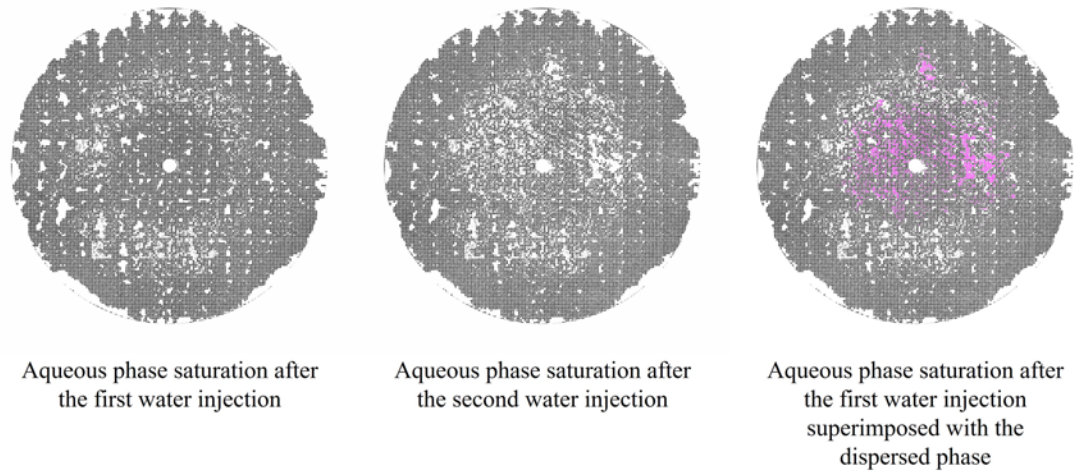 Aqueous phase saturation after
the first water injection
Aqueous phase saturation after
the second water injection
Aqueous phase saturation after
the first water injection
superimposed with the
dispersed phase